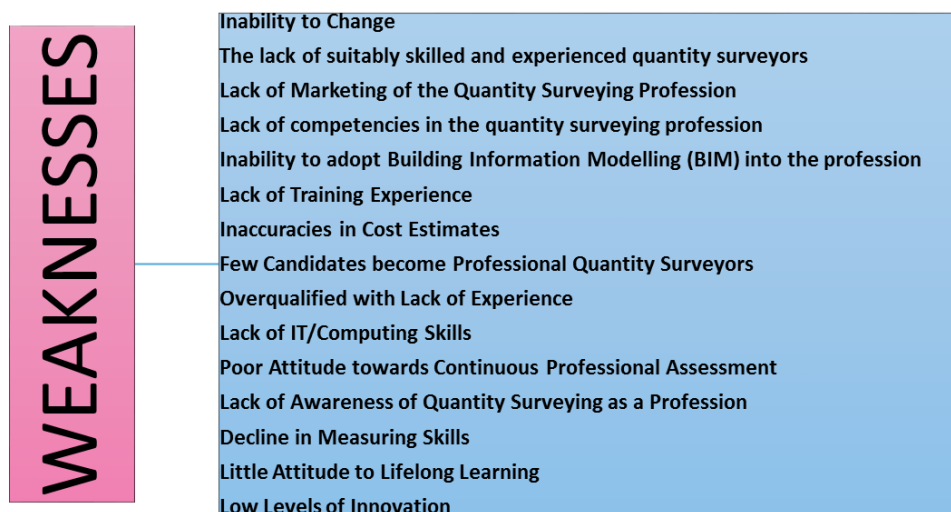 WEAKNESSES
Inability to Change
The lack of suitably skilled and experienced quantity surveyors
Lack of Marketing of the Quantity Surveying Profession
Lack of competencies in the quantity surveying profession
Inability to adopt Building Information Modelling (BIM) into the profession
Lack of Training Experience
Inaccuracies in Cost Estimates
Few Candidates become Professional Quantity Surveyors
Overqualified with Lack of Experience
Lack of IT/Computing Skills
Poor Attitude towards Continuous Professional Assessment
Lack of Awareness of Quantity Surveying as a Profession
Decline in Measuring Skills
Little Attitude to Lifelong Learning
Low Levels of Innovation